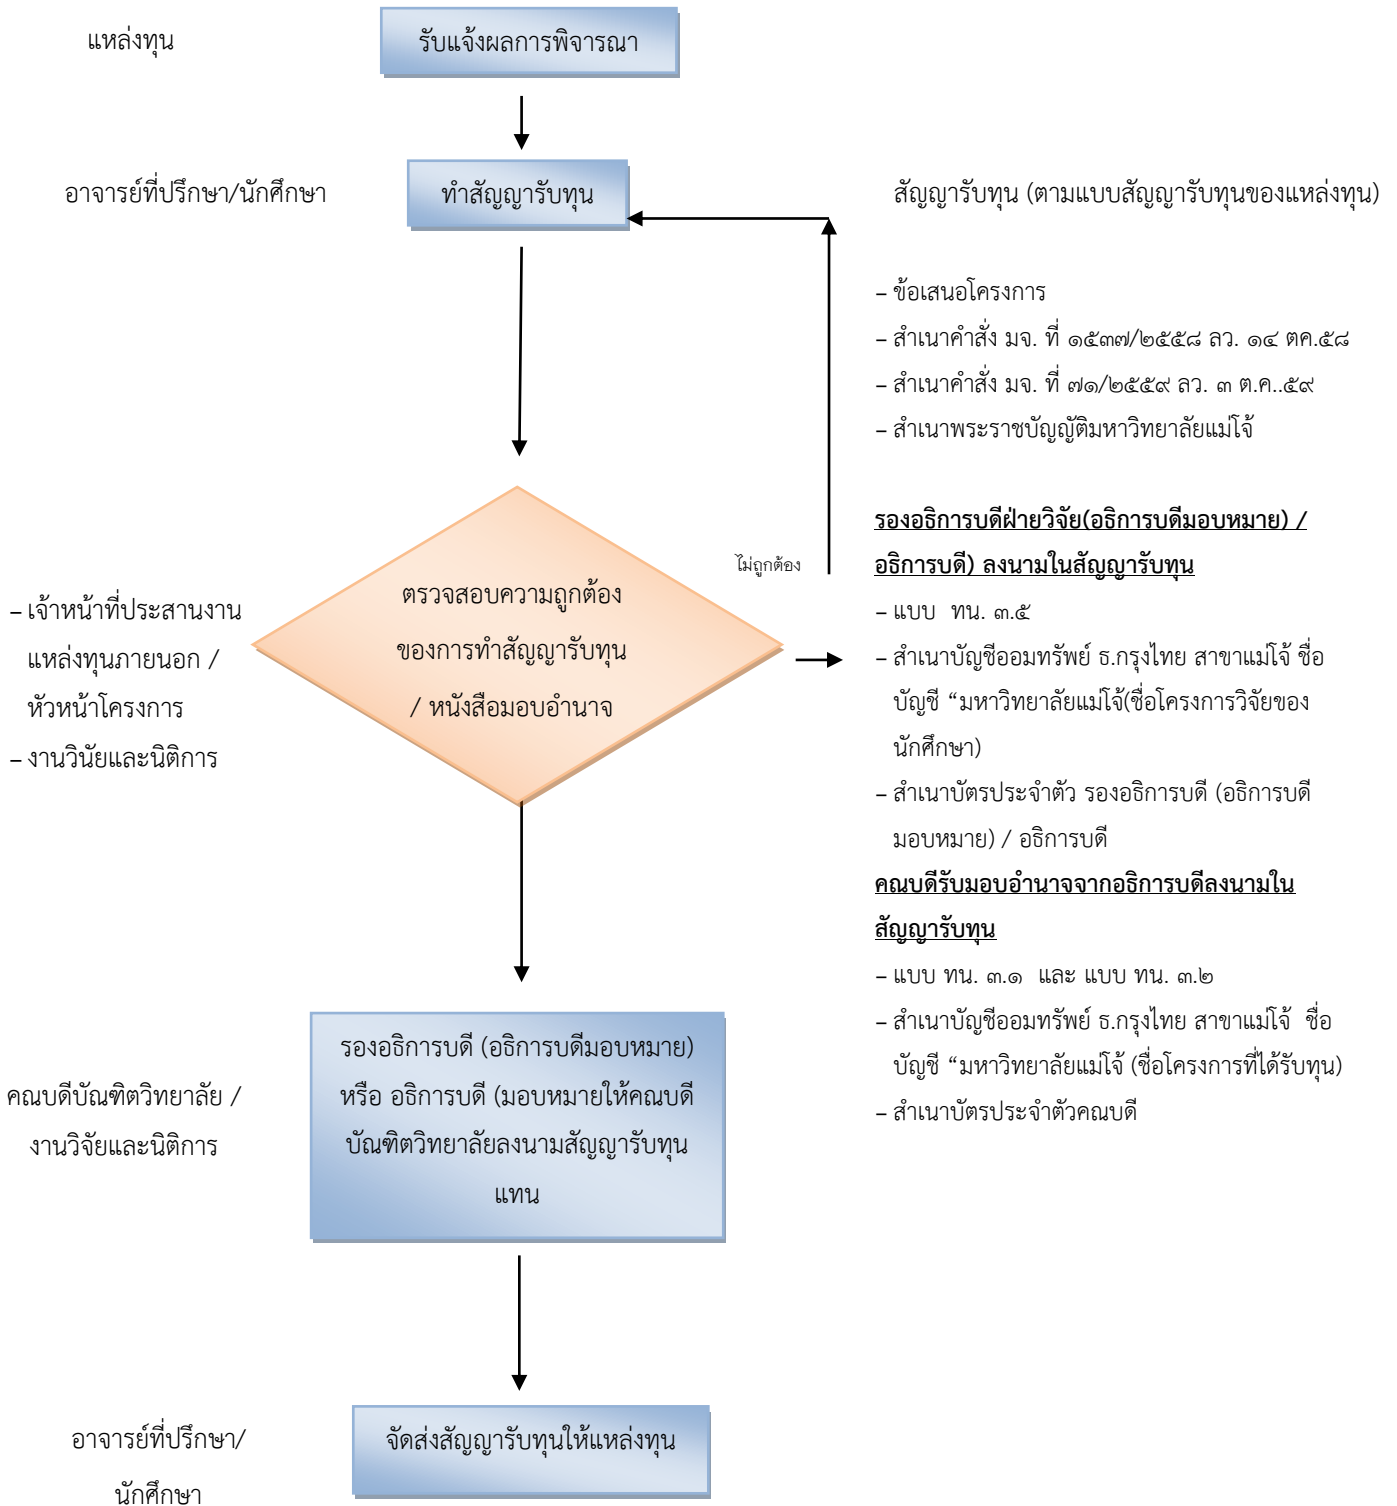 แหล่งทุน
รับแจ้งผลการพิจารณา
อาจารย์ที่ปรึกษา/นักศึกษา
ทำสัญญารับทุน
สัญญารับทุน (ตามแบบสัญญารับทุนของแหล่งทุน)
– ข้อเสนอโครงการ
– สำเนาคำสั่ง มจ. ที่ ๑๕๓๗/๒๕๕๘ ลว. ๑๔ ตค.๕๘
– สำเนาคำสั่ง มจ. ที่ ๗๑/๒๕๕๙ ลว. ๓ ต.ค..๕๙
– สำเนาพระราชบัญญัติมหาวิทยาลัยแม่โจ้
ไม่ถูกต้อง
ตรวจสอบความถูกต้อง
ของการทำสัญญารับทุน
/ หนังสือมอบอำนาจ
– เจ้าหน้าที่ประสานงาน
แหล่งทุนภายนอก /
หัวหน้าโครงการ
– งานวินัยและนิติการ
รองอธิการบดีฝ่ายวิจัย(อธิการบดีมอบหมาย) /
อธิการบดี) ลงนามในสัญญารับทุน
– แบบ ทน. ๓.๕
– สำเนาบัญชีออมทรัพย์ ธ.กรุงไทย สาขาแม่โจ้ ชื่อ
บัญชี “มหาวิทยาลัยแม่โจ้(ชื่อโครงการวิจัยของ
นักศึกษา)
– สำเนาบัตรประจำตัว รองอธิการบดี (อธิการบดี
มอบหมาย) / อธิการบดี
คณบดีรับมอบอำนาจจากอธิการบดีลงนามใน
สัญญารับทุน
– แบบ ทน. ๓.๑ และ แบบ ทน. ๓.๒
– สำเนาบัญชีออมทรัพย์ ธ.กรุงไทย สาขาแม่โจ้ ชื่อ
บัญชี “มหาวิทยาลัยแม่โจ้ (ชื่อโครงการที่ได้รับทุน)
– สำเนาบัตรประจำตัวคณบดี
คณบดีบัณฑิตวิทยาลัย /
งานวิจัยและนิติการ
รองอธิการบดี (อธิการบดีมอบหมาย)
หรือ อธิการบดี (มอบหมายให้คณบดี
บัณฑิตวิทยาลัยลงนามสัญญารับทุน
แทน
อาจารย์ที่ปรึกษา/
นักศึกษา
จัดส่งสัญญารับทุนให้แหล่งทุน